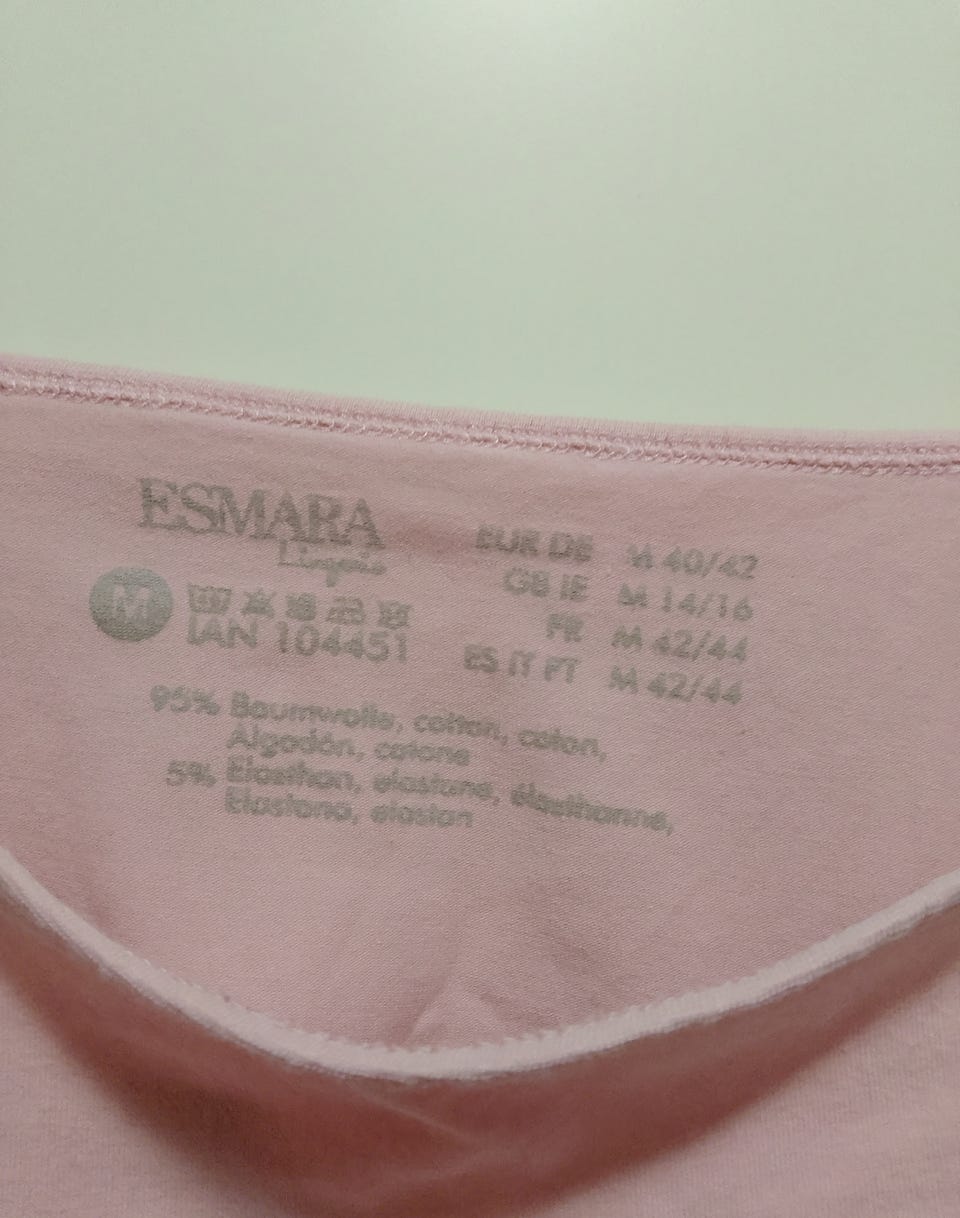 ESMARA
Lingerie
M
IAN 104451
EUR DE M 40/42
GB IE M 14/16
FR M 42/44
ES IT PT M 42/44
95% Baumwolle, cotton, coton,
Algodón, cotone
5% Elasthan, elastane, élasthanne,
Elastano, elastan